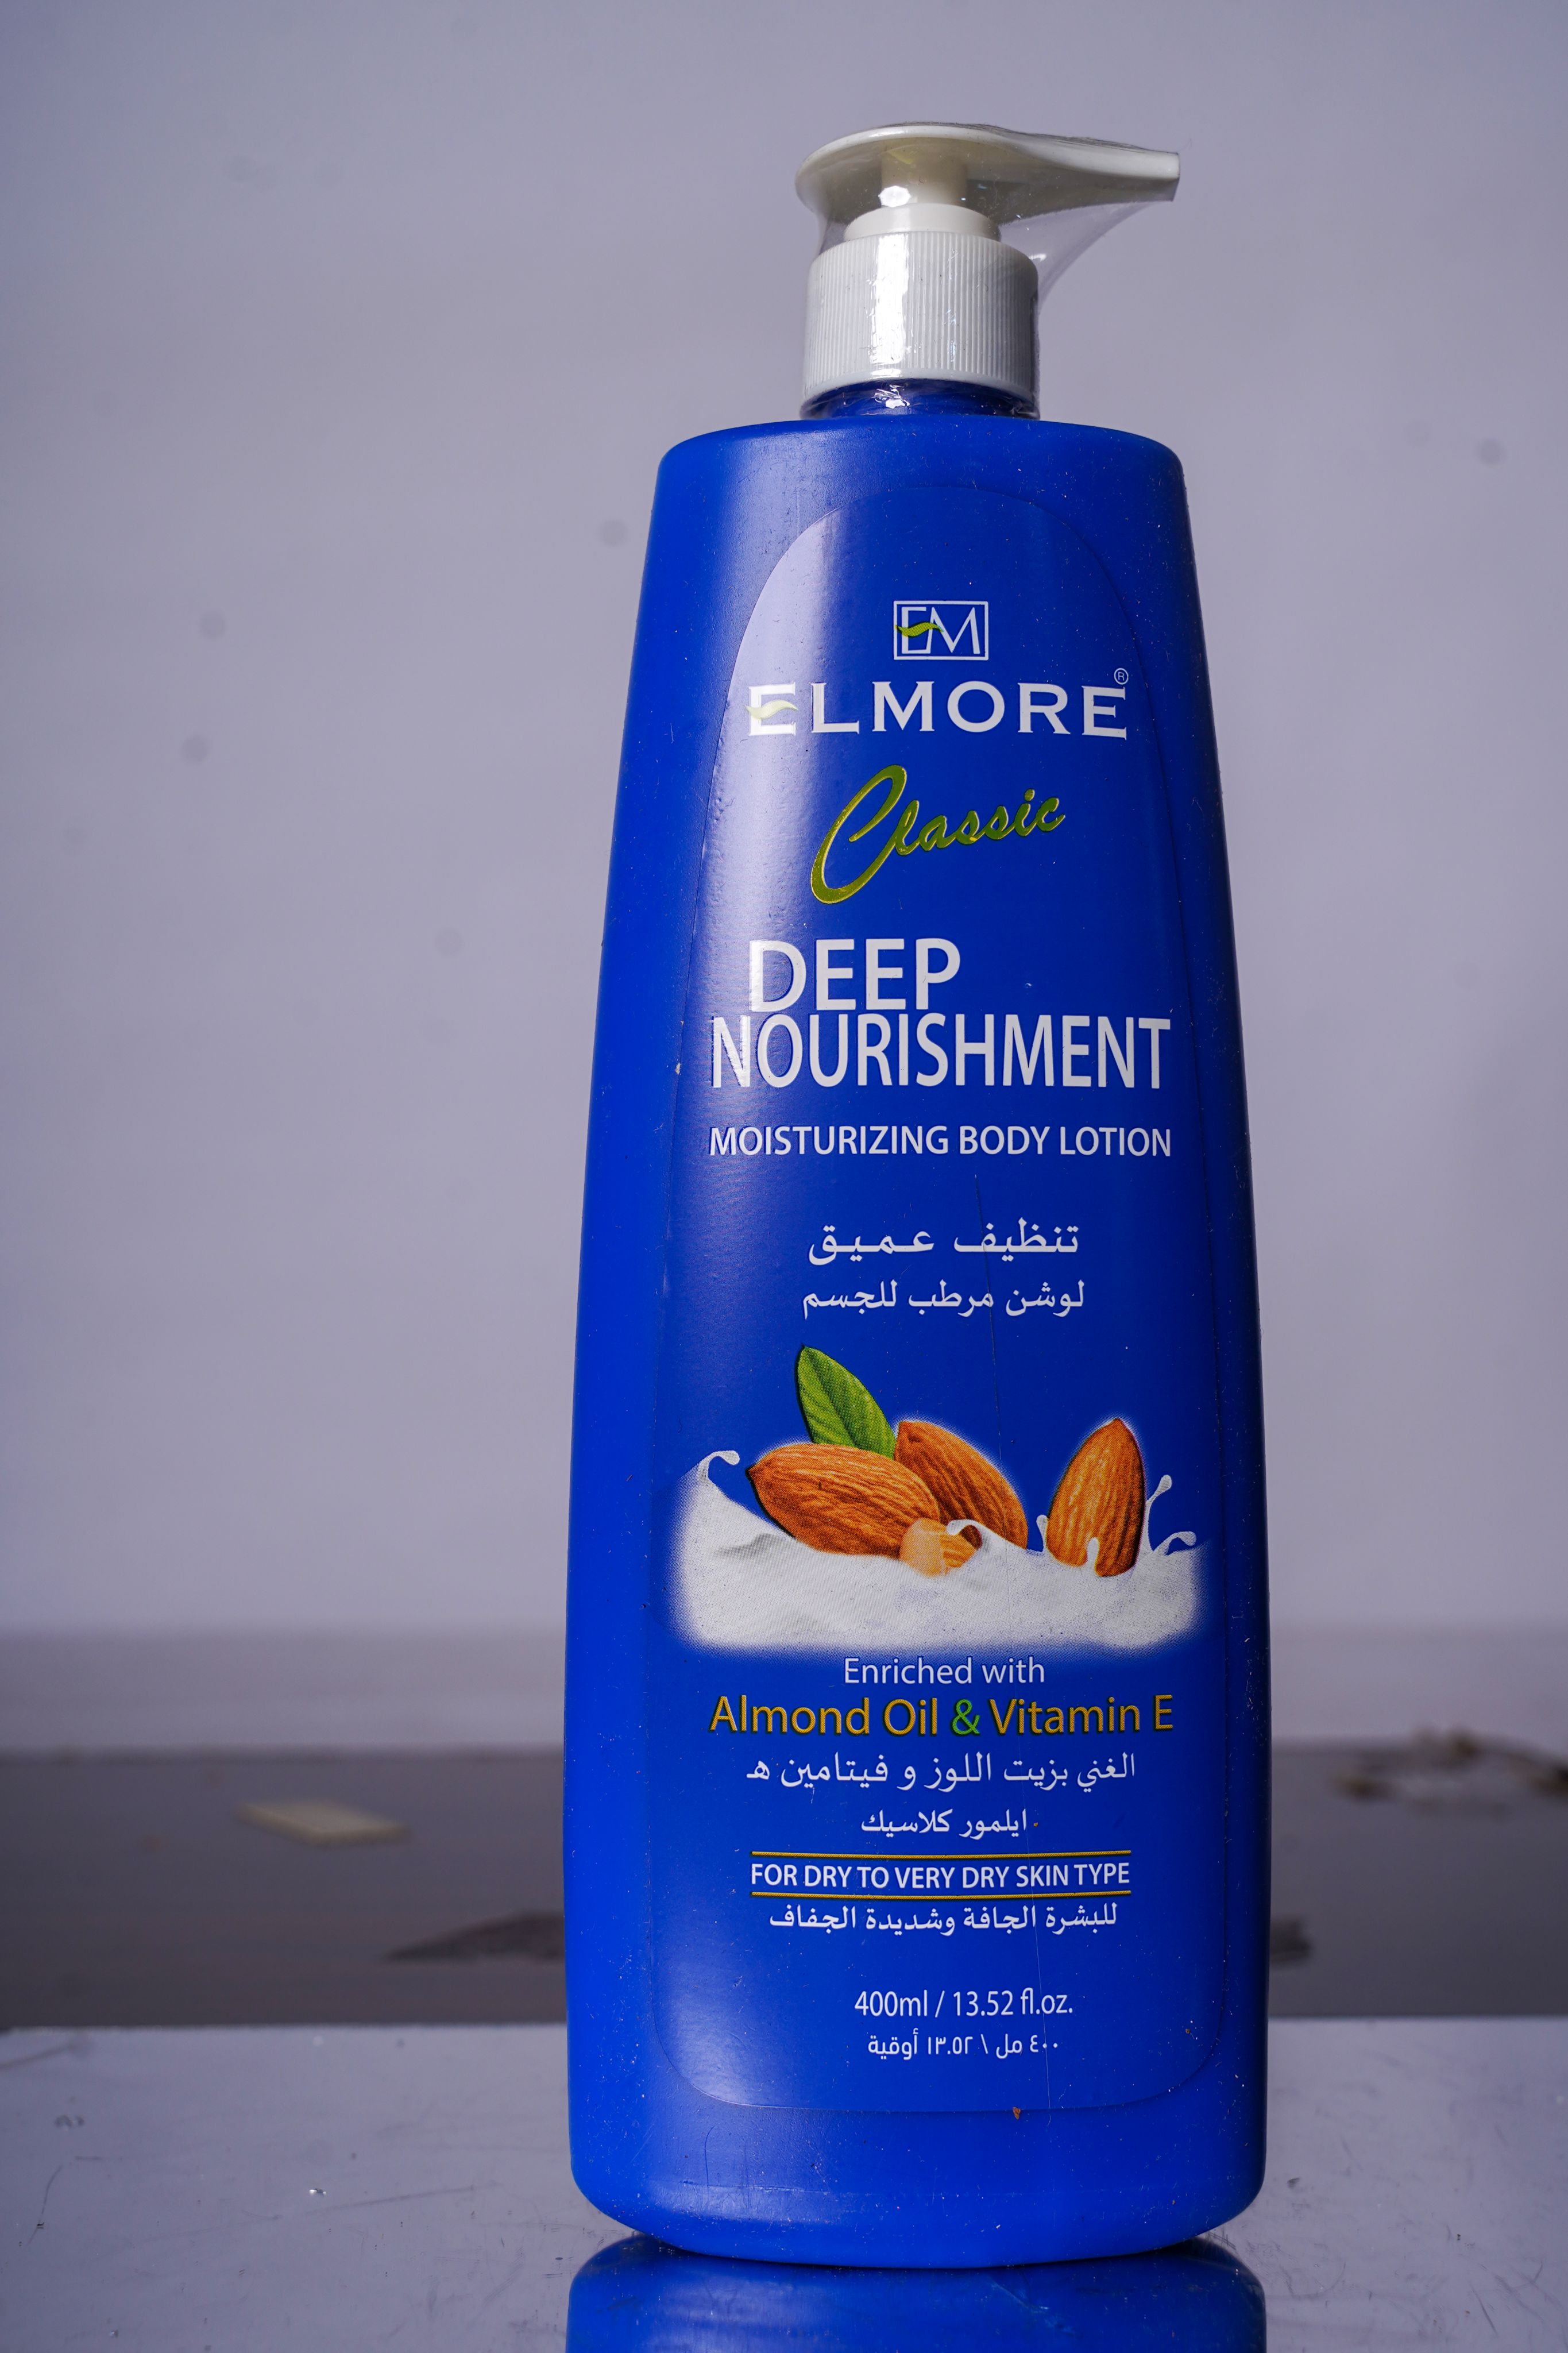 EM
ELMORE®
Classic
DEEP
NOURISHMENT
MOISTURIZING BODY LOTION
تنظيف عميق
لوشن مرطب للجسم
Enriched with
Almond Oil & Vitamin E
الغني بزيت اللوز و فيتامين هـ
ايلمور كلاسيك
FOR DRY TO VERY DRY SKIN TYPE
للبشرة الجافة وشديدة الجفاف
400ml / 13.52 fl.oz.
٤٠٠ مل \ ١٣.٥٢ أوقية